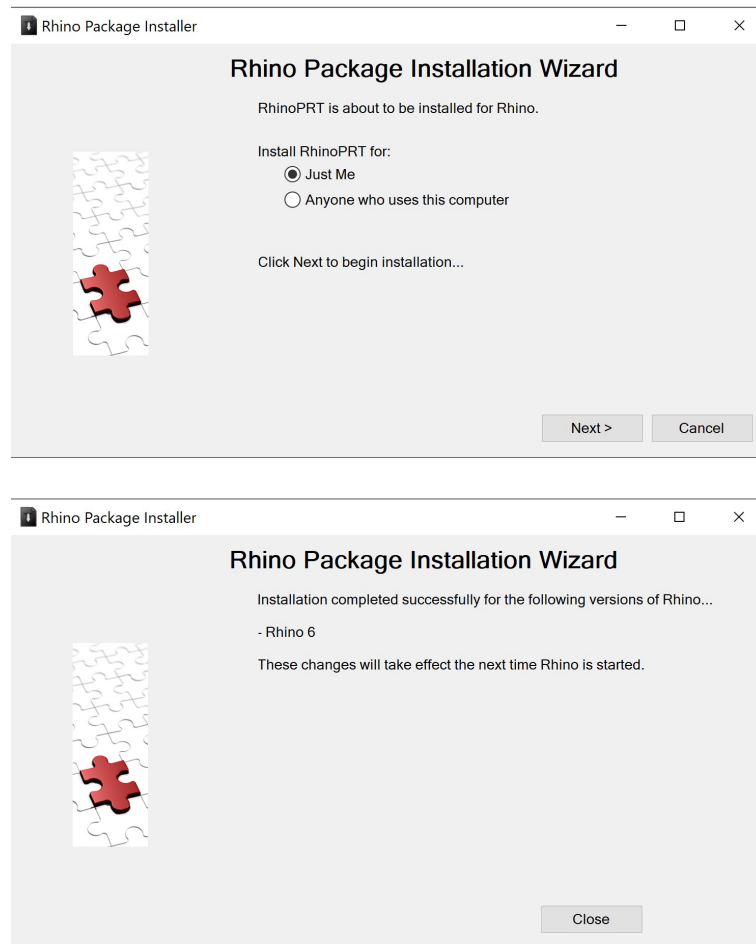 Rhino Package Installer
Rhino Package Installation Wizard
RhinoPRT is about to be installed for Rhino.
Install RhinoPRT for:
Just Me
Anyone who uses this computer
Click Next to begin installation...
Next >
Cancel
Rhino Package Installer
Rhino Package Installation Wizard
Installation completed successfully for the following versions of Rhino...
- Rhino 6
These changes will take effect the next time Rhino is started.
Close